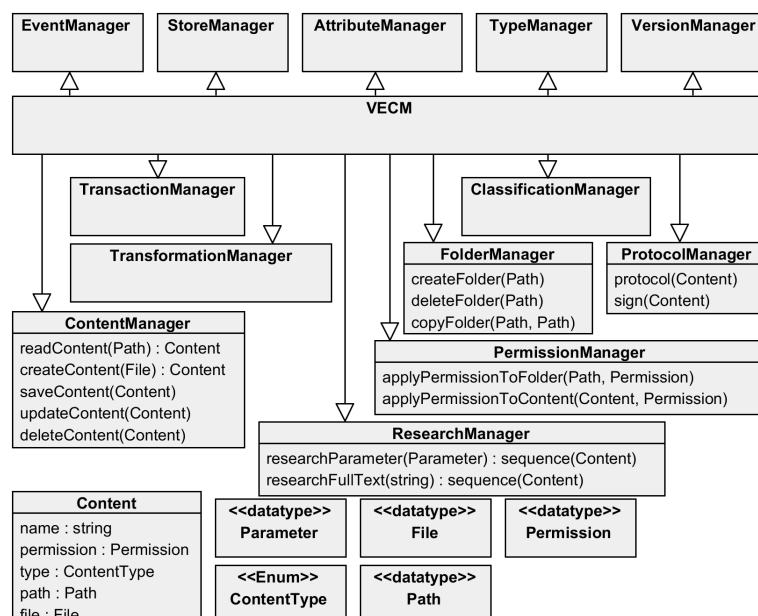 EventManager
StoreManager
AttributeManager
TypeManager
VersionManager
VECM
TransactionManager
ClassificationManager
TransformationManager
FolderManager
createFolder(Path)
deleteFolder(Path)
copyFolder(Path, Path)
ProtocolManager
protocol(Content)
sign(Content)
ContentManager
readContent(Path) : Content
createContent(File) : Content
saveContent(Content)
updateContent(Content)
deleteContent(Content)
PermissionManager
applyPermissionToFolder(Path, Permission)
applyPermissionToContent(Content, Permission)
ResearchManager
researchParameter(Parameter) : sequence(Content)
researchFullText(string) : sequence(Content)
Content
name : string
permission : Permission
type : ContentType
path : Path
file : File
<<datatype>>
Parameter
<<datatype>>
File
<<datatype>>
Permission
<<Enum>>
ContentType
<<datatype>>
Path